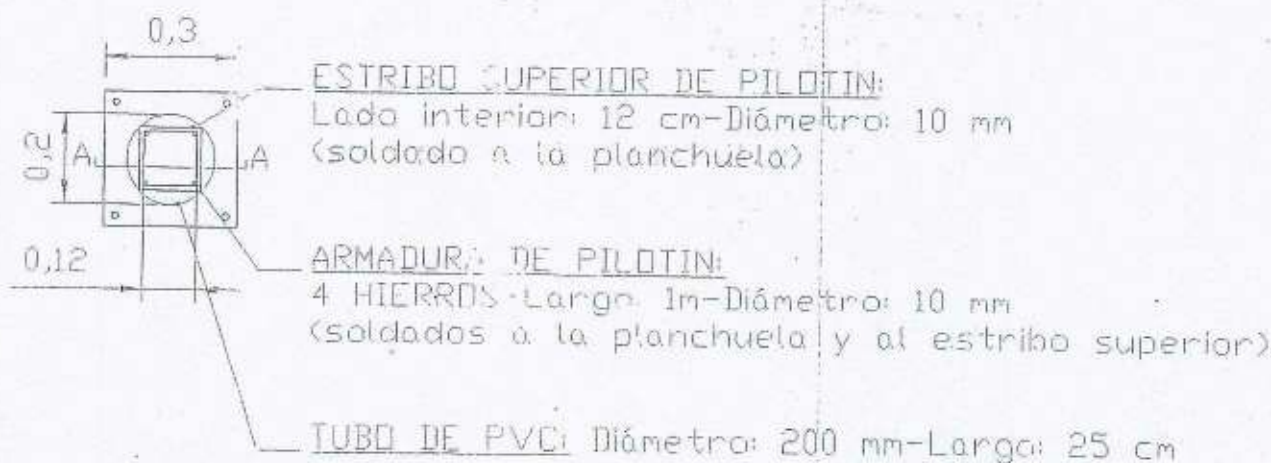 0,3
ESTRIBO SUPERIOR DE PILOTIN:
Lado interior: 12 cm-Diámetro: 10 mm
(soldado a la planchuela)
0,2
A
A
ARMADURA DE PILOTIN:
0,12
4 HIERROS-Largo: 1m-Diámetro: 10 mm
(soldados a la planchuela y al estribo superior)
TUBO DE PVC: Diámetro: 200 mm-Largo: 25 cm